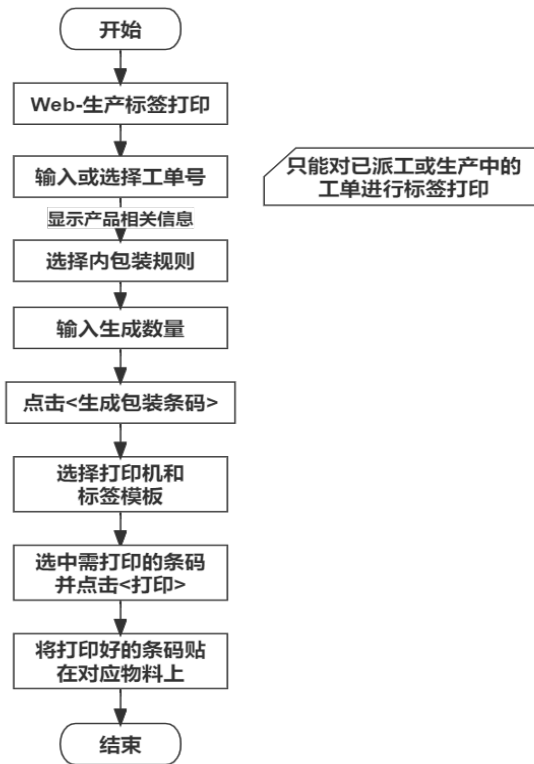 开始
Web-生产标签打印
输入或选择工单号
只能对已派工或生产中的
工单进行标签打印
显示产品相关信息
选择内包装规则
输入生成数量
点击<生成包装条码>
选择打印机和
标签模板
选中需打印的条码
并点击<打印>
将打印好的条码贴
在对应物料上
结束